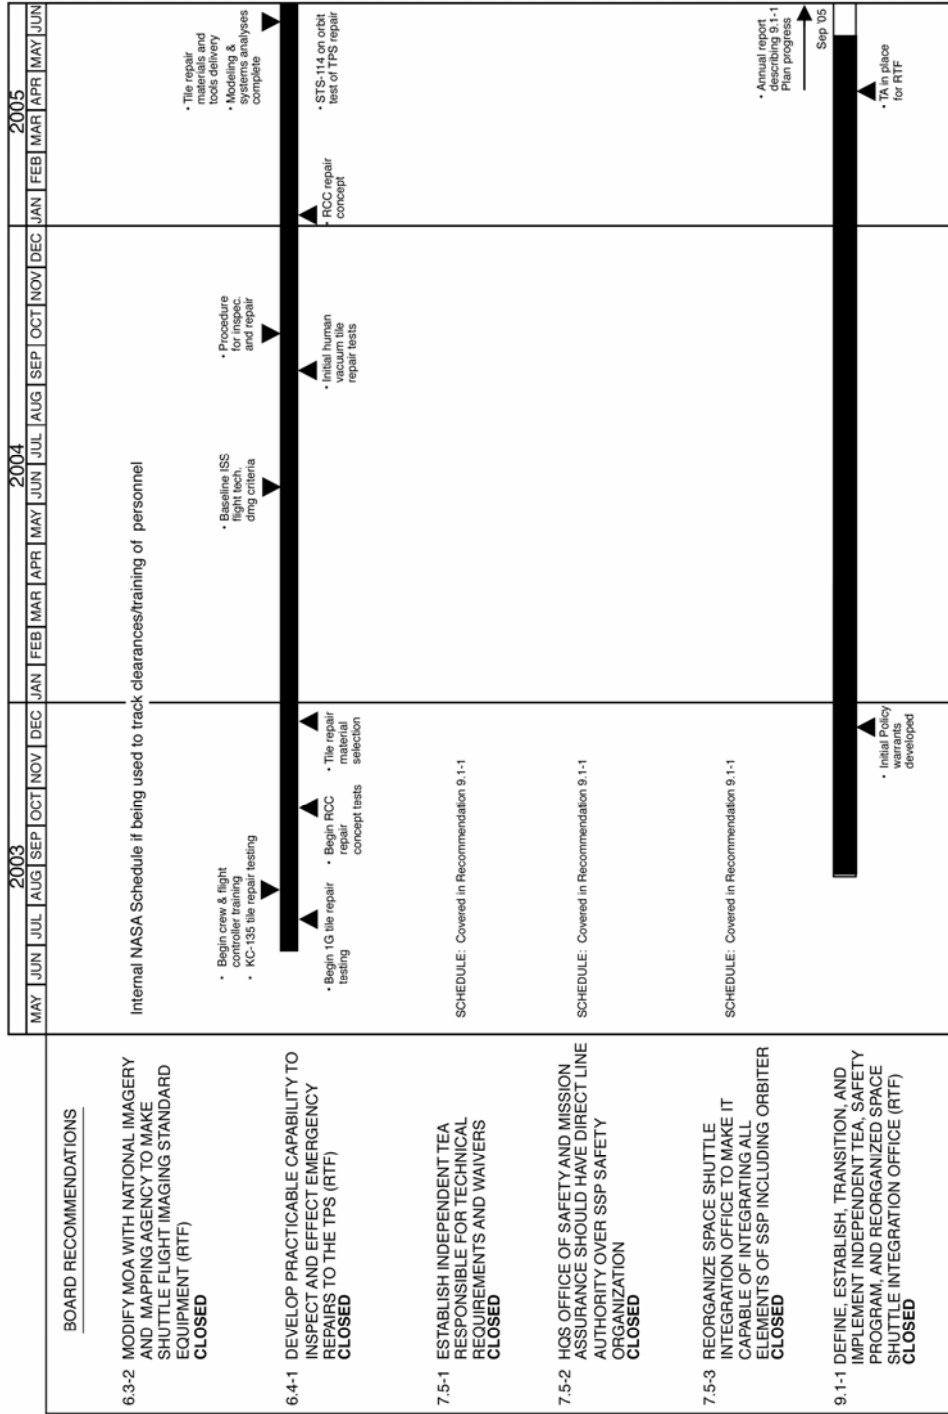 2003
2004
2005
MAY JUN JUL AUG SEP OCT NOV DEC JAN FEB MAR APR MAY JUN JUL AUG SEP OCT NOV DEC JAN FEB MAR APR MAY JUN
BOARD RECOMMENDATIONS
6.3-2 MODIFY MOA WITH NATIONAL IMAGERY
AND MAPPING AGENCY TO MAKE
SHUTTLE FLIGHT IMAGING STANDARD
EQUIPMENT (RTF)
CLOSED
Internal NASA Schedule if being used to track clearances/training of personnel
6.4-1 DEVELOP PRACTICABLE CAPABILITY TO
INSPECT AND EFFECT EMERGENCY
REPAIRS TO THE TPS (RTF)
CLOSED
• Begin crew & flight
controller training
• KC-135 tile repair testing
• Begin 1G tile repair
testing
• Begin RCC
repair
concept tests
• Tile repair
material
selection
• Baseline ISS
flight tech.
dmg criteria
• Procedure
for inspec.
and repair
• Initial human
vacuum tile
repair tests
• RCC repair
concept
• Tile repair
materials and
tools delivery
• Modeling &
systems analyses
complete
• STS-114 on orbit
test of TPS repair
7.5-1 ESTABLISH INDEPENDENT TEA
RESPONSIBLE FOR TECHNICAL
REQUIREMENTS AND WAIVERS
CLOSED
SCHEDULE: Covered in Recommendation 9.1-1
7.5-2 HQS OFFICE OF SAFETY AND MISSION
ASSURANCE SHOULD HAVE DIRECT LINE
AUTHORITY OVER SSP SAFETY
ORGANIZATION
CLOSED
SCHEDULE: Covered in Recommendation 9.1-1
7.5-3 REORGANIZE SPACE SHUTTLE
INTEGRATION OFFICE TO MAKE IT
CAPABLE OF INTEGRATING ALL
ELEMENTS OF SSP INCLUDING ORBITER
CLOSED
SCHEDULE: Covered in Recommendation 9.1-1
9.1-1 DEFINE, ESTABLISH, TRANSITION, AND
IMPLEMENT INDEPENDENT TEA, SAFETY
PROGRAM, AND REORGANIZED SPACE
SHUTTLE INTEGRATION OFFICE (RTF)
CLOSED
• Initial Policy
warrants
developed
• Annual report
describing 9.1-1
Plan progress
Sep '05
• TA in place
for RTF